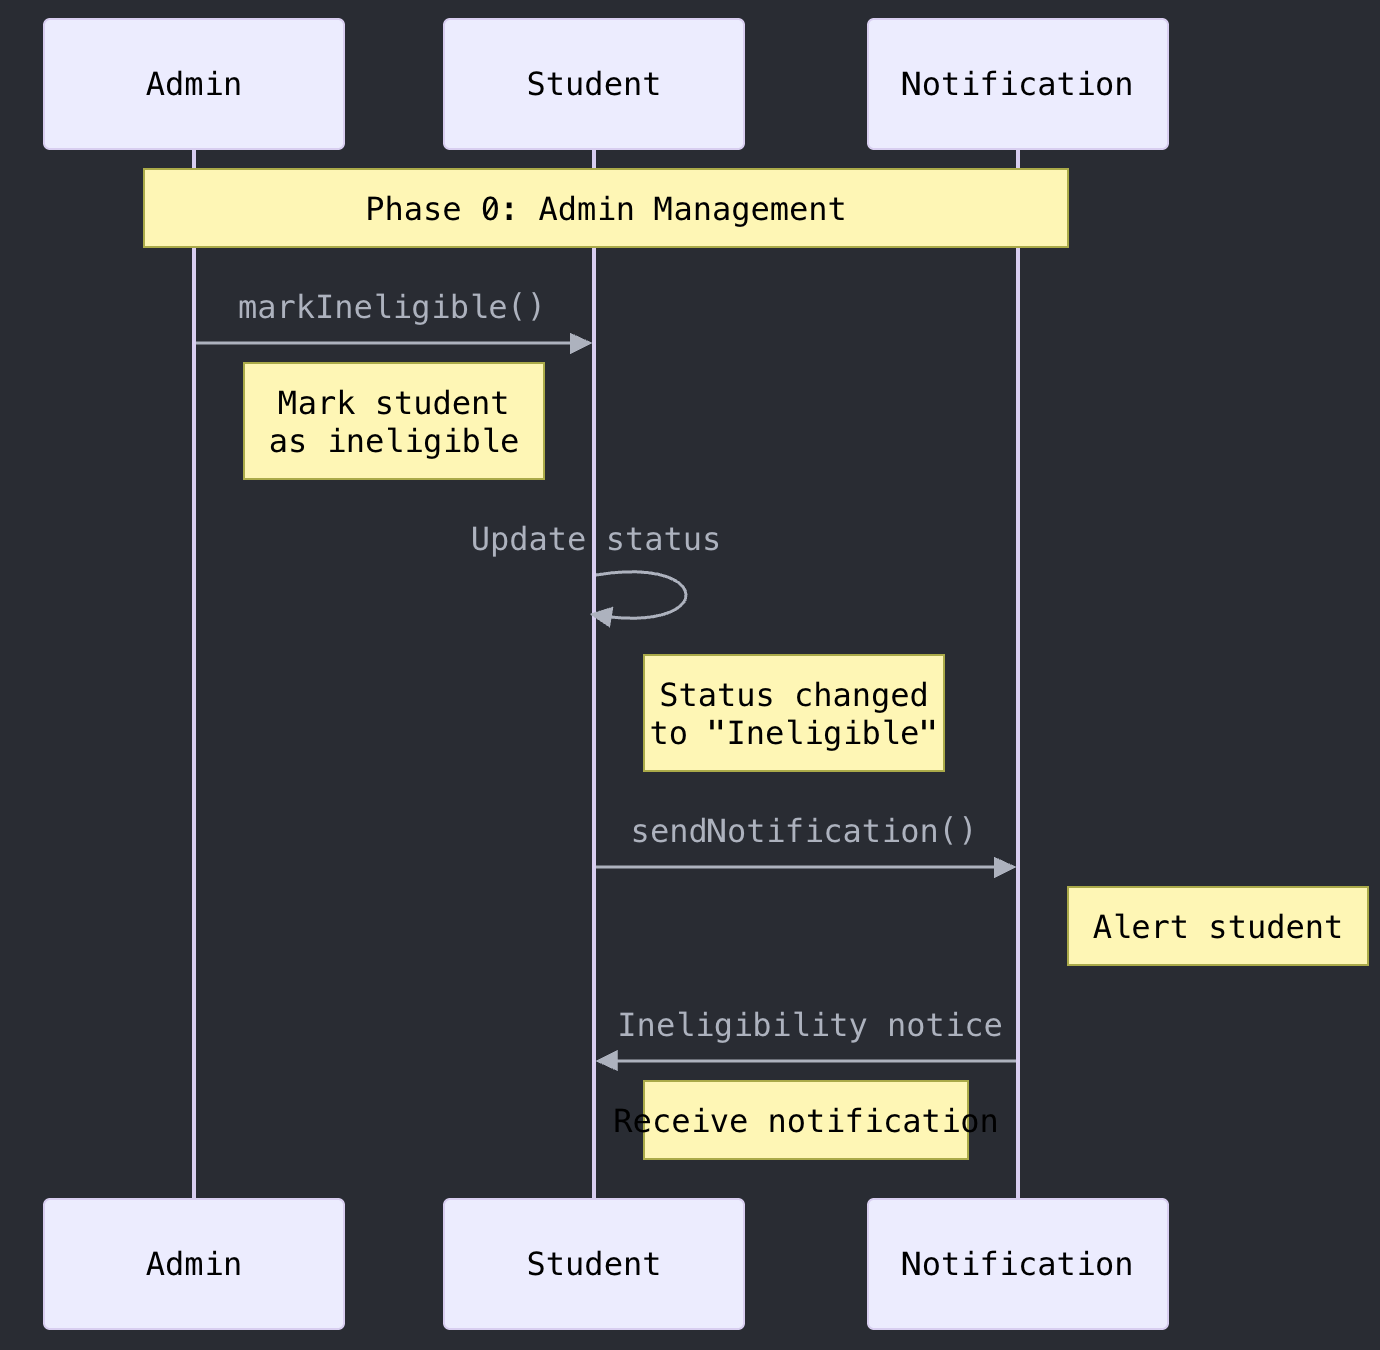 Admin
Student
Notification
Phase 0: Admin Management
markIneligible()
Mark student
as ineligible
Update status
Status changed
to "Ineligible"
sendNotification()
Alert student
Ineligibility notice
Receive notification
Admin
Student
Notification